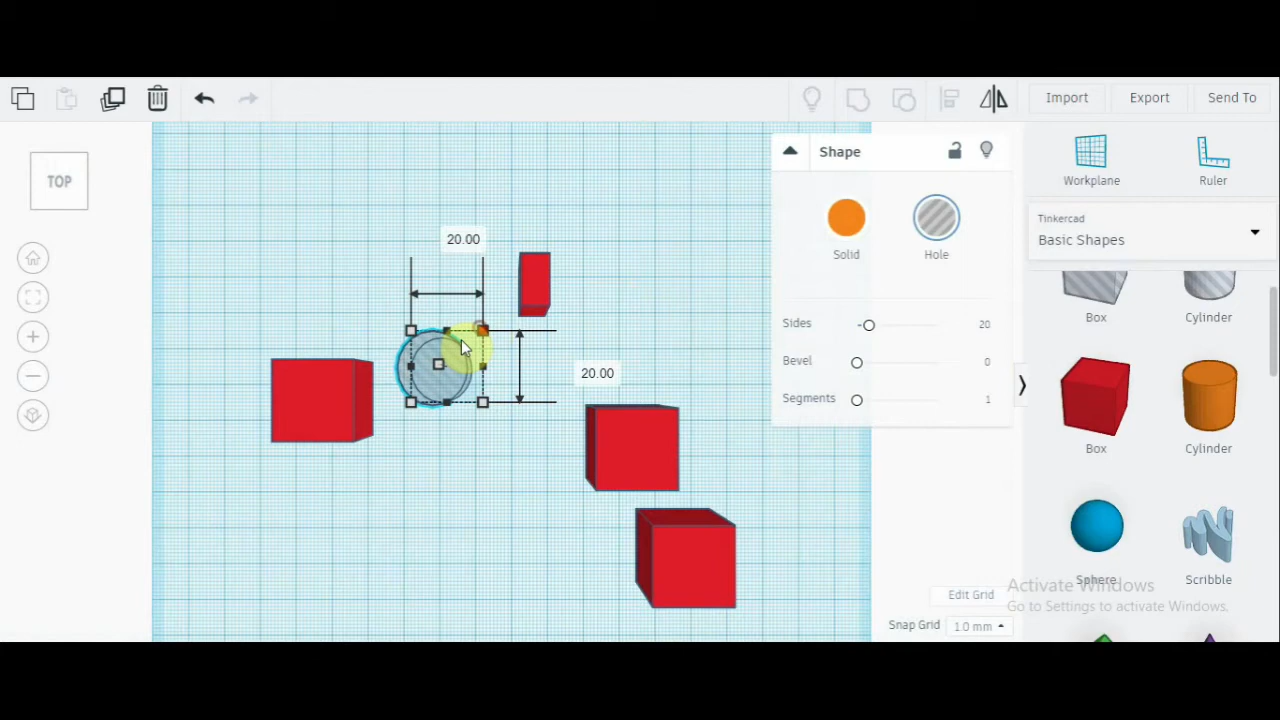 Import
Export
Send To
TOP
Shape
Workplane
Ruler
Solid
Hole
Tinkercad
Basic Shapes
20.00
20.00
Sides
20
Bevel
0
Segments
1
Box
Cylinder
Box
Cylinder
Sphere
Scribble
Activate Windows
Go to Settings to activate Windows.
Edit Grid
Snap Grid
1.0 mm